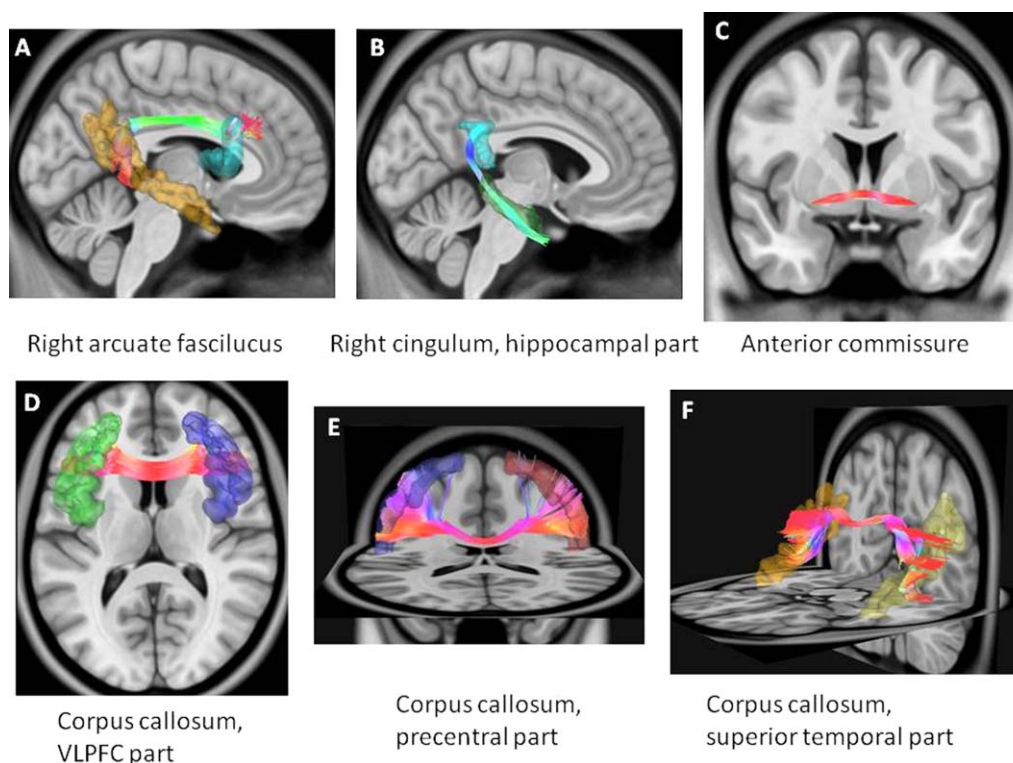 A
B
C
Right arcuate fascilucus
Right cingulum, hippocampal part
Anterior commissure
D
E
F
Corpus callosum,
VLPFC part
Corpus callosum,
precentral part
Corpus callosum,
superior temporal part